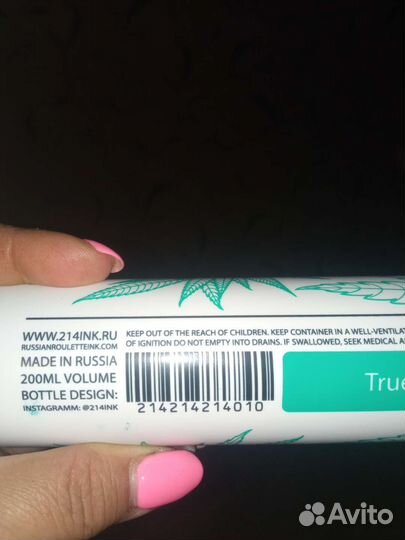 WWW.214INK.RU
RUSSIANROULETTEINK.COM
MADE IN RUSSIA
200ML VOLUME
BOTTLE DESIGN:
INSTAGRAMM: @214INK
KEEP OUT OF THE REACH OF CHILDREN. KEEP CONTAINER IN A WELL-VENTILAT
OF IGNITION DO NOT EMPTY INTO DRAINS. IF SWALLOWED, SEEK MEDICAL A
214214214010
True
Avito